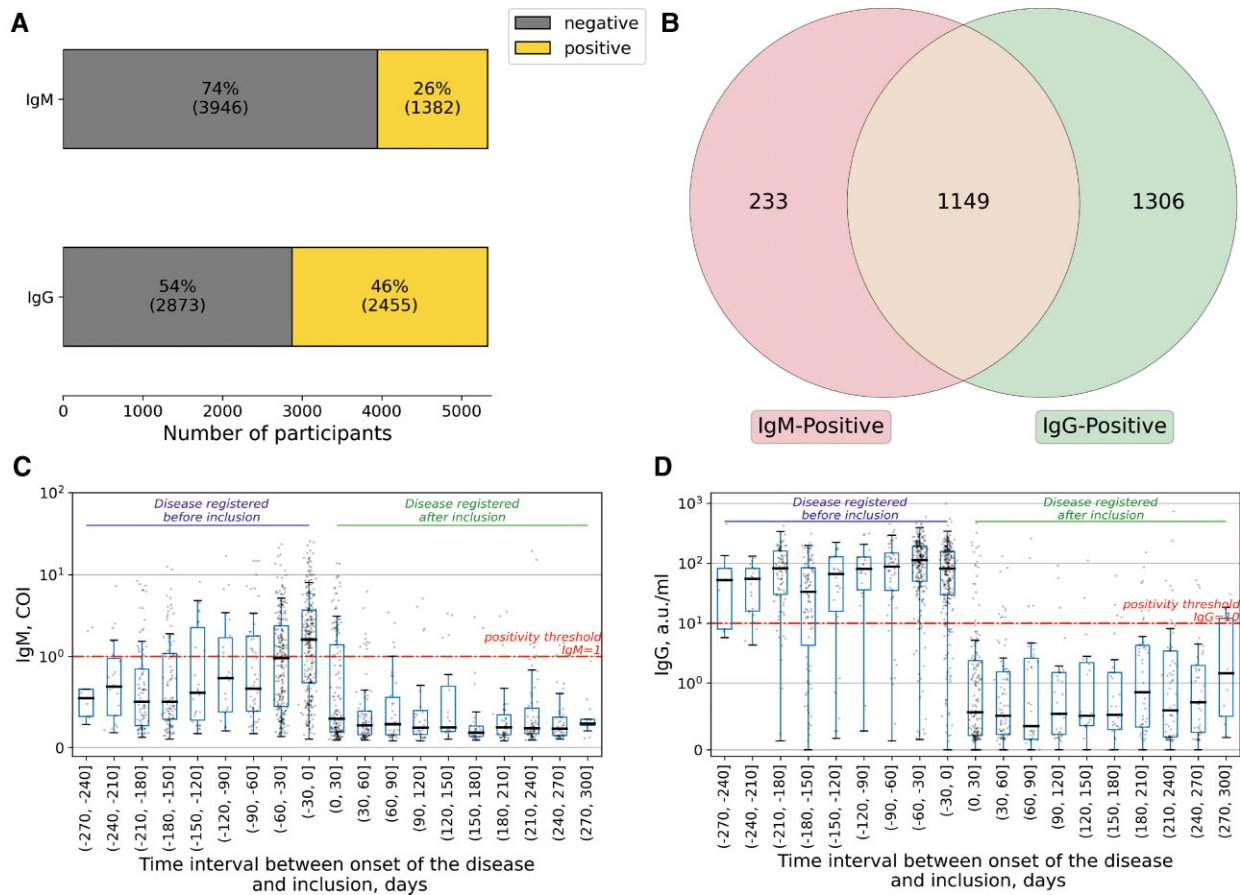 A
negative
positive
IgM
74%
(3946)
26%
(1382)
IgG
54%
(2873)
46%
(2455)
0 1000 2000 3000 4000 5000
Number of participants
B
233
1149
1306
IgM-Positive
IgG-Positive
C
Disease registered
before inclusion
Disease registered
after inclusion
positivity threshold
IgM=1
10²
10¹
10⁰
0
IgM, COI
(-270, -240]
(-240, -210]
(-210, -180]
(-180, -150]
(-150, -120]
(-120, -90]
(-90, -60]
(-60, -30]
(-30, 0]
(0, 30]
(30, 60]
(60, 90]
(90, 120]
(120, 150]
(150, 180]
(180, 210]
(210, 240]
(240, 270]
(270, 300]
Time interval between onset of the disease
and inclusion, days
D
Disease registered
before inclusion
Disease registered
after inclusion
positivity threshold
IgG=10
10³
10²
10¹
10⁰
0
IgG, a.u./ml
(-270, -240]
(-240, -210]
(-210, -180]
(-180, -150]
(-150, -120]
(-120, -90]
(-90, -60]
(-60, -30]
(-30, 0]
(0, 30]
(30, 60]
(60, 90]
(90, 120]
(120, 150]
(150, 180]
(180, 210]
(210, 240]
(240, 270]
(270, 300]
Time interval between onset of the disease
and inclusion, days